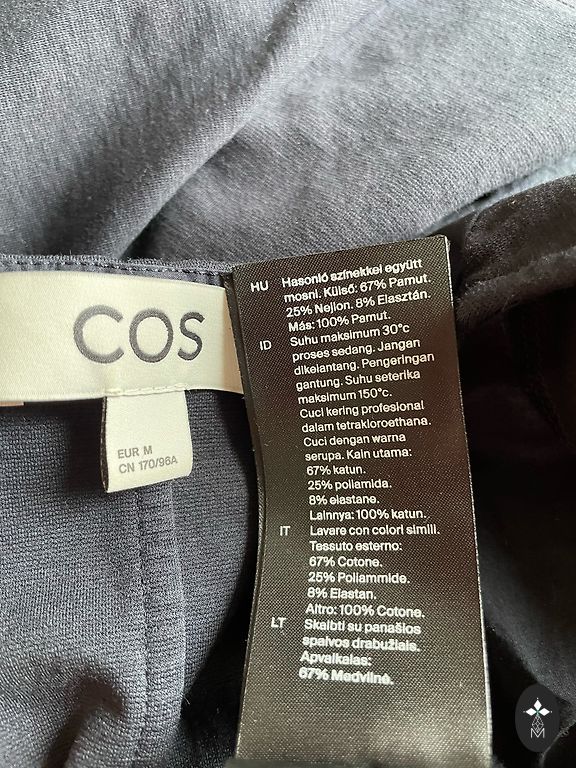 COS
EUR M
CN 170/96A
HU Hasonló színekkel együtt
mosni. Külső: 67% Pamut.
25% Nejlon. 8% Elasztán.
Más: 100% Pamut.
ID Suhu maksimum 30°c
proses sedang. Jangan
dikelantang. Pengeringan
gantung. Suhu seterika
maksimum 150°c.
Cuci kering profesional
dalam tetrakloroethana.
Cuci dengan warna
serupa. Kain utama:
67% katun.
25% poliamida.
8% elastane.
Lainnya: 100% katun.
IT Lavare con colori simili.
Tessuto esterno:
67% Cotone.
25% Poliammide.
8% Elastan.
Altro: 100% Cotone.
LT Skalbti su panašios
spalvos drabužiais.
Apvalkalas:
67% Medvilnė.
M